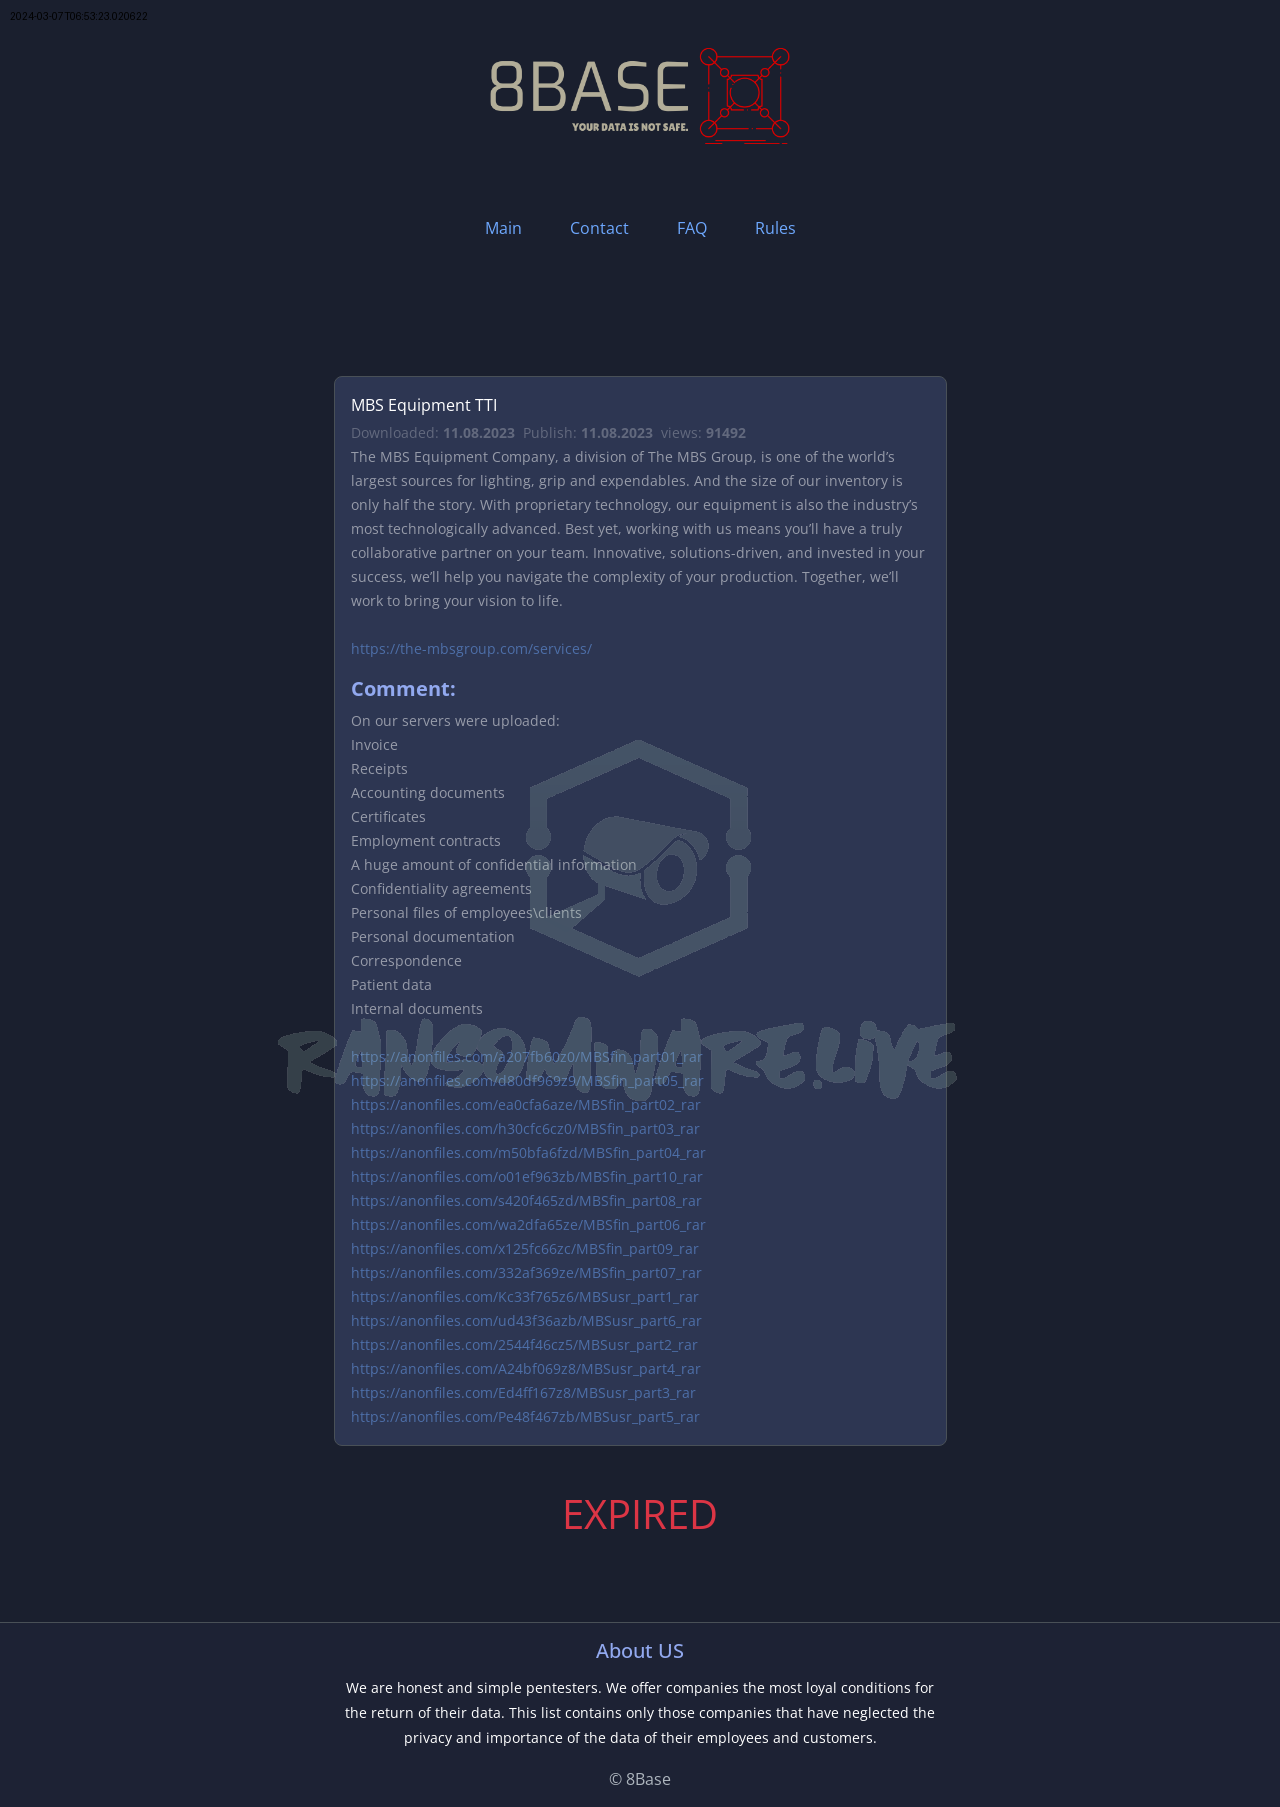 2024-03-07T06:53:23.020622
8BASE
YOUR DATA IS NOT SAFE.
Main Contact FAQ Rules
MBS Equipment TTI
Downloaded: 11.08.2023 Publish: 11.08.2023 views: 91492
The MBS Equipment Company, a division of The MBS Group, is one of the world’s
largest sources for lighting, grip and expendables. And the size of our inventory is
only half the story. With proprietary technology, our equipment is also the industry’s
most technologically advanced. Best yet, working with us means you’ll have a truly
collaborative partner on your team. Innovative, solutions-driven, and invested in your
success, we’ll help you navigate the complexity of your production. Together, we’ll
work to bring your vision to life.
https://the-mbsgroup.com/services/
Comment:
On our servers were uploaded:
Invoice
Receipts
Accounting documents
Certificates
Employment contracts
A huge amount of confidential information
Confidentiality agreements
Personal files of employees\clients
Personal documentation
Correspondence
Patient data
Internal documents
RANSOMWARE.LIVE
https://anonfiles.com/a207fb60z0/MBSfin_part01_rar
https://anonfiles.com/d80df969z9/MBSfin_part05_rar
https://anonfiles.com/ea0cfa6aze/MBSfin_part02_rar
https://anonfiles.com/h30cfc6cz0/MBSfin_part03_rar
https://anonfiles.com/m50bfa6fzd/MBSfin_part04_rar
https://anonfiles.com/o01ef963zb/MBSfin_part10_rar
https://anonfiles.com/s420f465zd/MBSfin_part08_rar
https://anonfiles.com/wa2dfa65ze/MBSfin_part06_rar
https://anonfiles.com/x125fc66zc/MBSfin_part09_rar
https://anonfiles.com/332af369ze/MBSfin_part07_rar
https://anonfiles.com/Kc33f765z6/MBSusr_part1_rar
https://anonfiles.com/ud43f36azb/MBSusr_part6_rar
https://anonfiles.com/2544f46cz5/MBSusr_part2_rar
https://anonfiles.com/A24bf069z8/MBSusr_part4_rar
https://anonfiles.com/Ed4ff167z8/MBSusr_part3_rar
https://anonfiles.com/Pe48f467zb/MBSusr_part5_rar
EXPIRED
About US
We are honest and simple pentesters. We offer companies the most loyal conditions for
the return of their data. This list contains only those companies that have neglected the
privacy and importance of the data of their employees and customers.
© 8Base